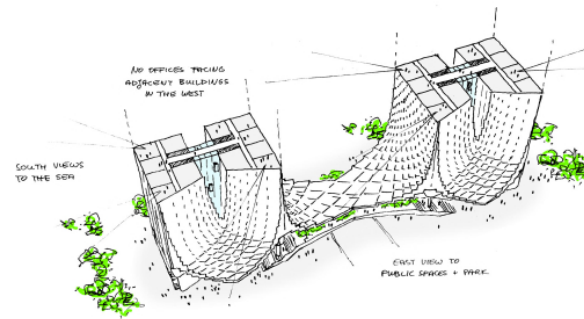 NO OFFICES FACING
ADJACENT BUILDINGS
IN THE WEST
SOUTH VIEWS
TO THE SEA
EAST VIEW TO
PUBLIC SPACES + PARK